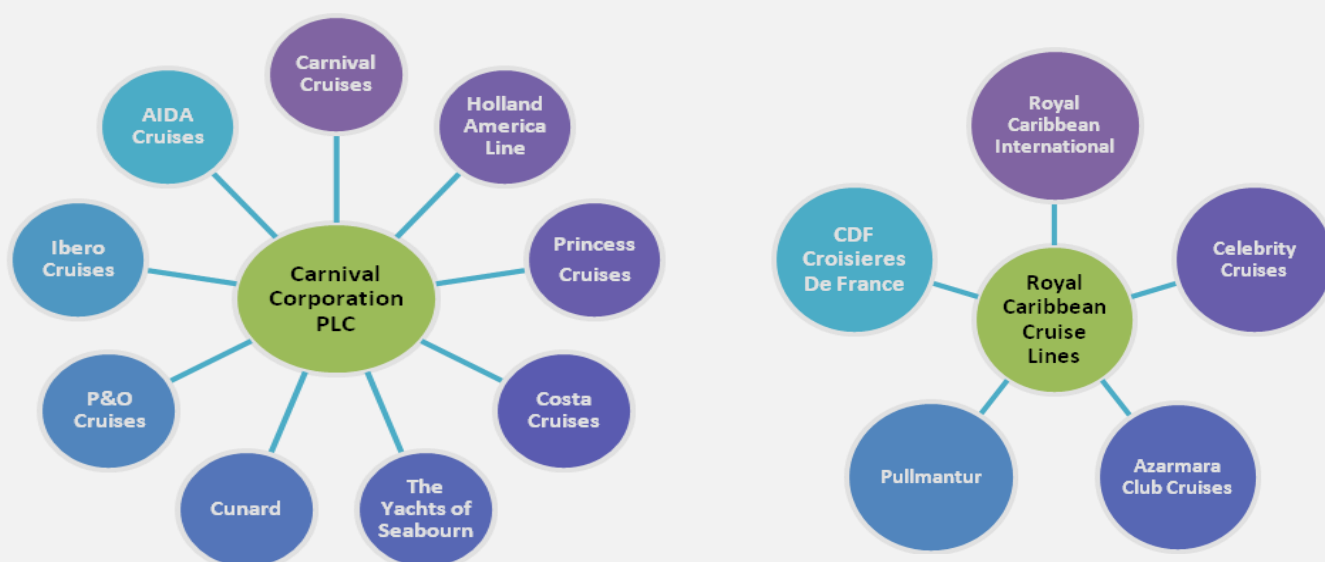 Carnival
Cruises
Holland
America
Line
Princess
Cruises
Costa
Cruises
The
Yachts of
Seabourn
Cunard
P&O
Cruises
Ibero
Cruises
AIDA
Cruises
Carnival
Corporation
PLC
Royal
Caribbean
International
Celebrity
Cruises
Azarmara
Club Cruises
Pullmantur
CDF
Croisieres
De France
Royal
Caribbean
Cruise
Lines